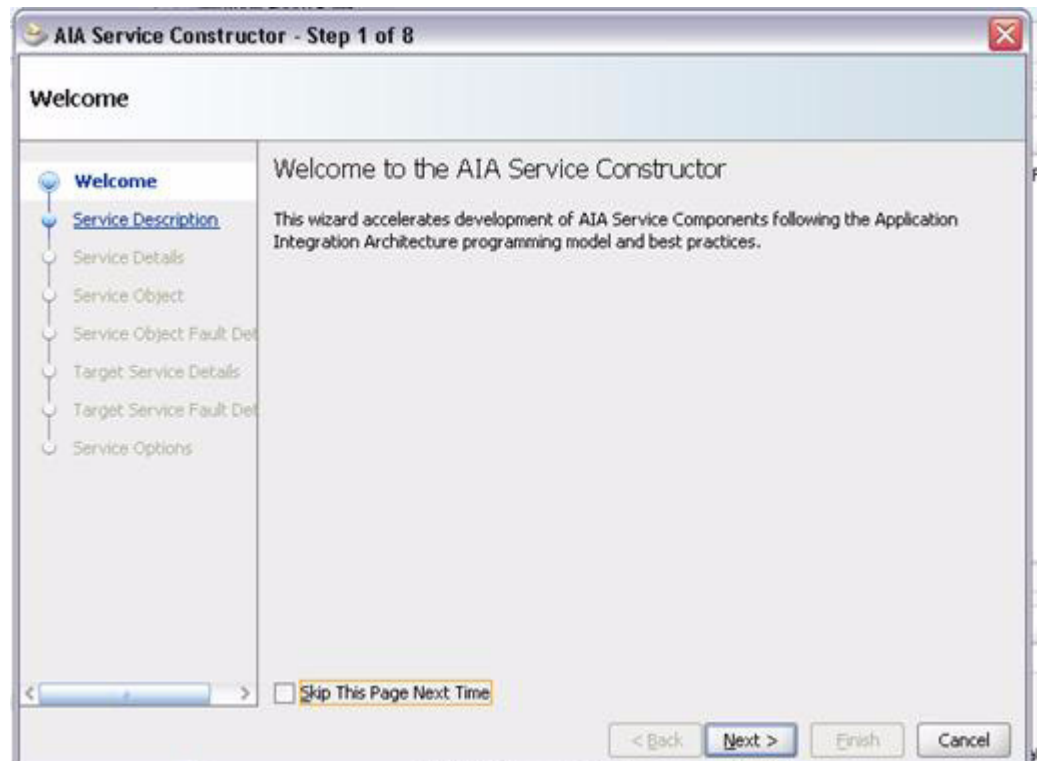 AIA Service Constructor - Step 1 of 8
Welcome
Welcome
Service Description
Service Details
Service Object
Service Object Fault Det
Target Service Details
Target Service Fault Det
Service Options
Welcome to the AIA Service Constructor
This wizard accelerates development of AIA Service Components following the Application
Integration Architecture programming model and best practices.
Skip This Page Next Time
< Back
Next >
Finish
Cancel